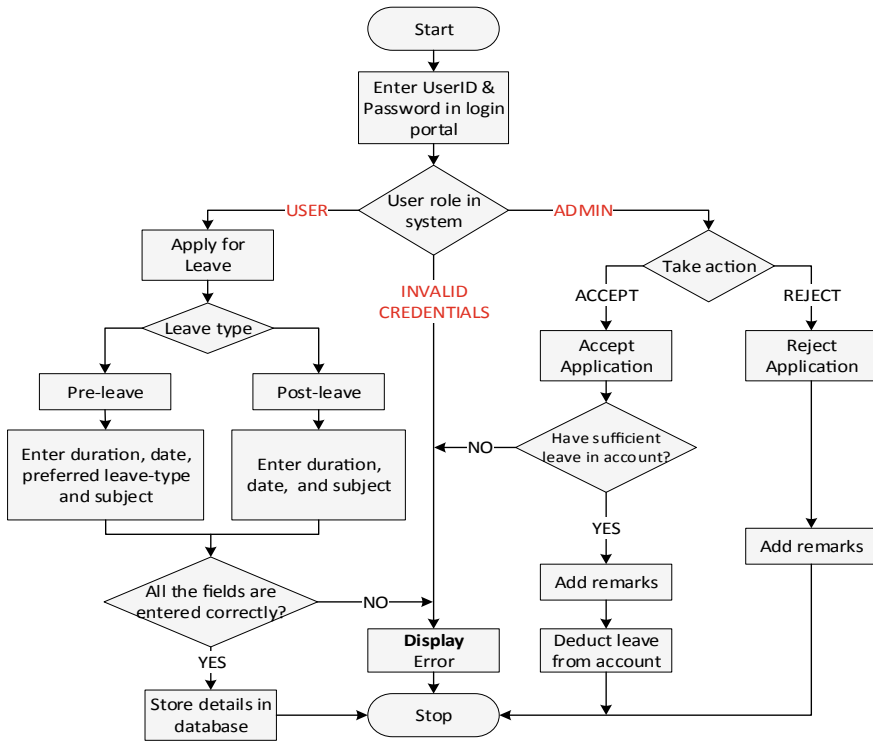 Start
Enter UserID &
Password in login
portal
User role in
system
USER
ADMIN
INVALID
CREDENTIALS
Apply for
Leave
Take action
ACCEPT
REJECT
Leave type
Accept
Application
Reject
Application
Pre-leave
Post-leave
Have sufficient
leave in account?
NO
Enter duration, date,
preferred leave-type
and subject
Enter duration,
date, and subject
YES
Add remarks
All the fields are
entered correctly?
NO
Add remarks
Display
Error
Deduct leave
from account
YES
Store details in
database
Stop